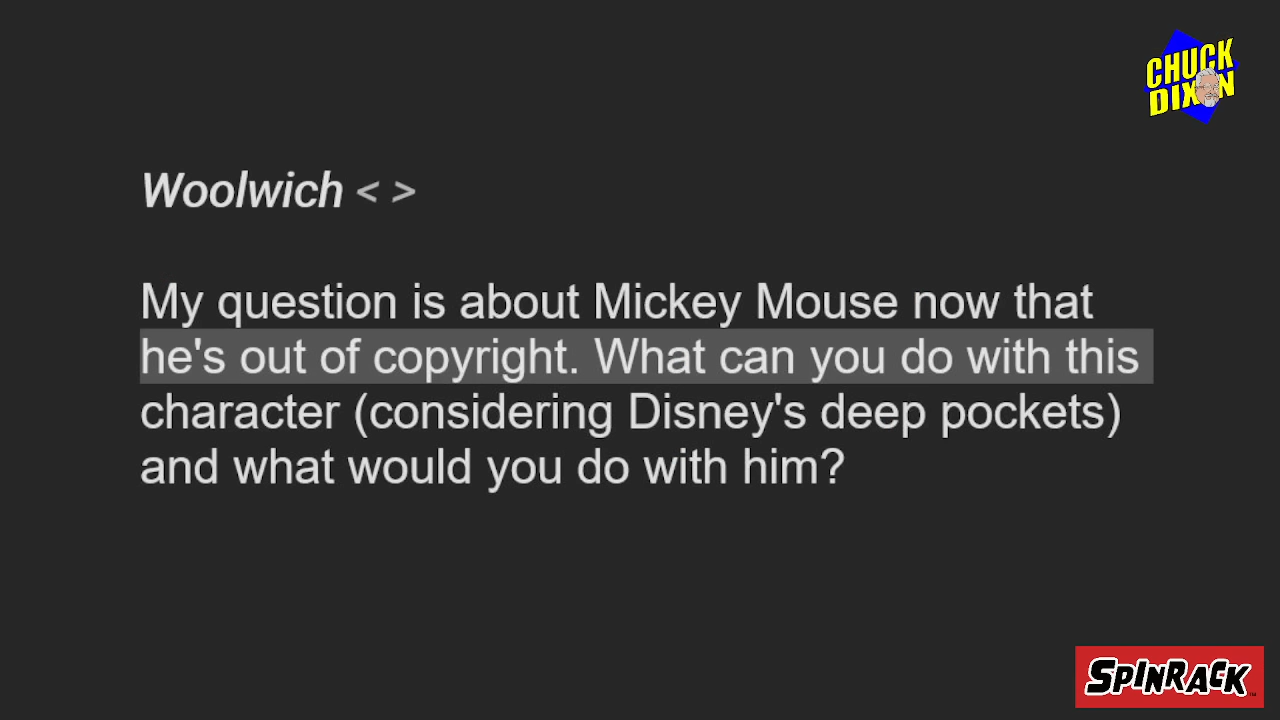 CHUCK
DIXON
Woolwich < >
My question is about Mickey Mouse now that
he's out of copyright. What can you do with this
character (considering Disney's deep pockets)
and what would you do with him?
SPINRACK